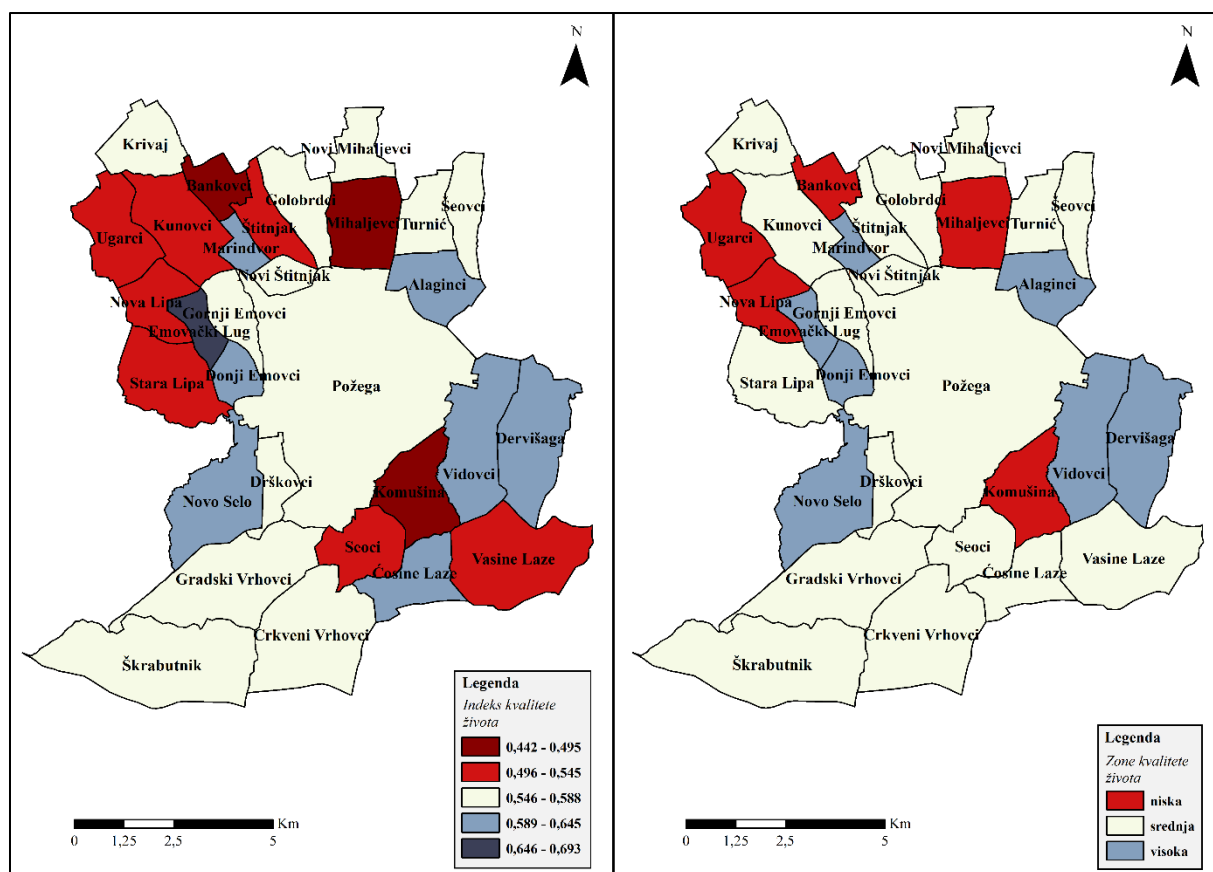 N
Krivaj
Novi Mihaljevci
Bankovci
Golobrdci
Šeovci
Kunovci
Štitnjak
Mihaljevci
Turnić
Ugarci
Marindvor
Novi Štitnjak
Alaginci
Nova Lipa
Gornji Emovci
Emovački Lug
Donji Emovci
Stara Lipa
Požega
Dervišaga
Drškovci
Vidovci
Novo Selo
Komušina
Seoci
Vasine Laze
Gradski Vrhovci
Ćosine Laze
Crkveni Vrhovci
Škrabutnik
Legenda
Indeks kvalitete
života
0,442 - 0,495
0,496 - 0,545
0,546 - 0,588
0,589 - 0,645
0,646 - 0,693
Km
0 1,25 2,5 5
N
Krivaj
Novi Mihaljevci
Bankovci
Golobrdci
Šeovci
Kunovci
Štitnjak
Mihaljevci
Turnić
Ugarci
Marindvor
Novi Štitnjak
Alaginci
Nova Lipa
Gornji Emovci
Emovački Lug
Donji Emovci
Stara Lipa
Požega
Dervišaga
Drškovci
Vidovci
Novo Selo
Komušina
Seoci
Vasine Laze
Gradski Vrhovci
Ćosine Laze
Crkveni Vrhovci
Škrabutnik
Legenda
Zone kvalitete
života
niska
srednja
visoka
Km
0 1,25 2,5 5